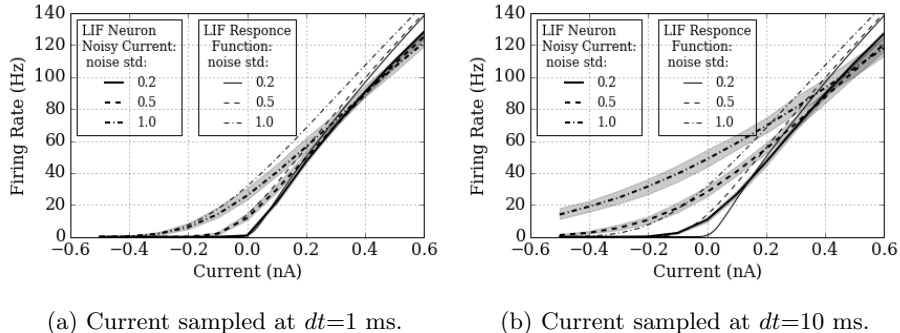 140
120
100
80
60
40
20
0
Firing Rate (Hz)
LIF Neuron
Noisy Current:
noise std:
0.2
0.5
1.0
LIF Responce
Function:
noise std:
0.2
0.5
1.0
−0.6 −0.4 −0.2 0.0 0.2 0.4 0.6
Current (nA)
(a) Current sampled at dt=1 ms.
140
120
100
80
60
40
20
0
Firing Rate (Hz)
LIF Neuron
Noisy Current:
noise std:
0.2
0.5
1.0
LIF Responce
Function:
noise std:
0.2
0.5
1.0
−0.6 −0.4 −0.2 0.0 0.2 0.4 0.6
Current (nA)
(b) Current sampled at dt=10 ms.